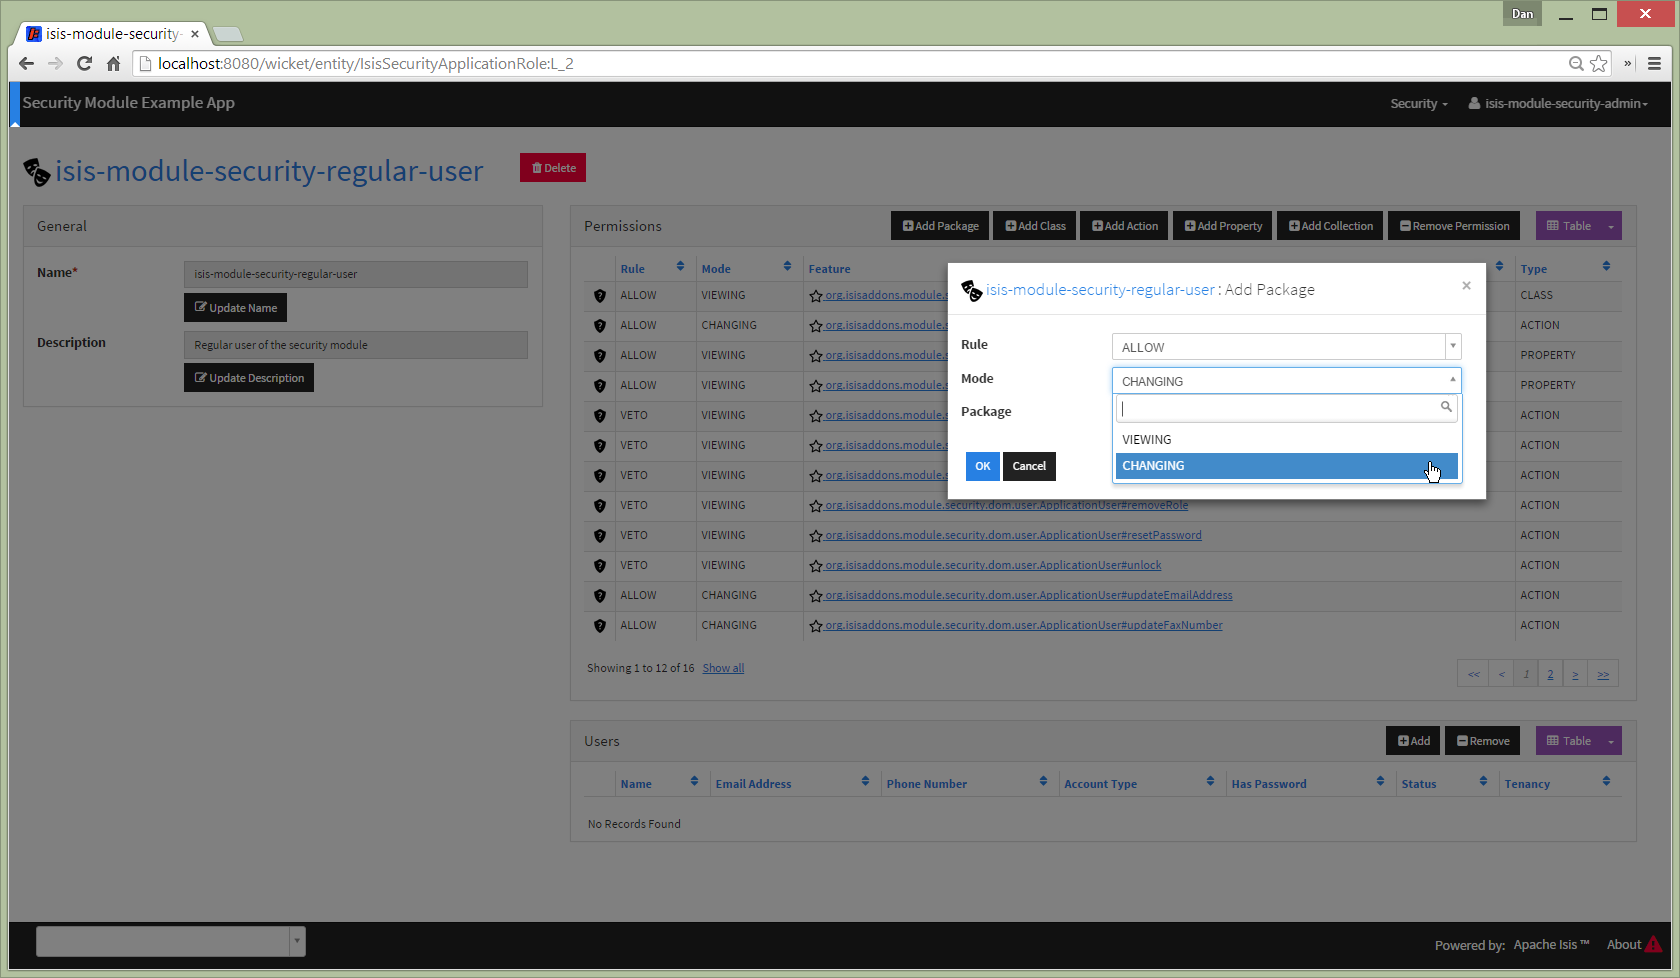 Dan
isis-module-security-
localhost:8080/wicket/entity/IsisSecurityApplicationRole:L_2
Security Module Example App
Security
isis-module-security-admin
isis-module-security-regular-user
Delete
General
Name*
isis-module-security-regular-user
Update Name
Description
Regular user of the security module
Update Description
Permissions
Add Package
Add Class
Add Action
Add Property
Add Collection
Remove Permission
Table
Rule Mode Feature Type
ALLOW VIEWING org.isisaddons.module.s CLASS
ALLOW CHANGING org.isisaddons.module.s ACTION
ALLOW VIEWING org.isisaddons.module.s PROPERTY
ALLOW VIEWING org.isisaddons.module.s PROPERTY
VETO VIEWING org.isisaddons.module.s ACTION
VETO VIEWING org.isisaddons.module.s ACTION
VETO VIEWING org.isisaddons.module.s ACTION
VETO VIEWING org.isisaddons.module.security.dom.user.ApplicationUser#removeRole ACTION
VETO VIEWING org.isisaddons.module.security.dom.user.ApplicationUser#resetPassword ACTION
VETO VIEWING org.isisaddons.module.security.dom.user.ApplicationUser#unlock ACTION
ALLOW CHANGING org.isisaddons.module.security.dom.user.ApplicationUser#updateEmailAddress ACTION
ALLOW CHANGING org.isisaddons.module.security.dom.user.ApplicationUser#updateFaxNumber ACTION
Showing 1 to 12 of 16 Show all
<< < 1 2 > >>
isis-module-security-regular-user : Add Package
×
Rule
ALLOW
Mode
CHANGING
Package
VIEWING
CHANGING
OK
Cancel
Users
Add
Remove
Table
Name Email Address Phone Number Account Type Has Password Status Tenancy
No Records Found
Powered by: Apache Isis ™ About